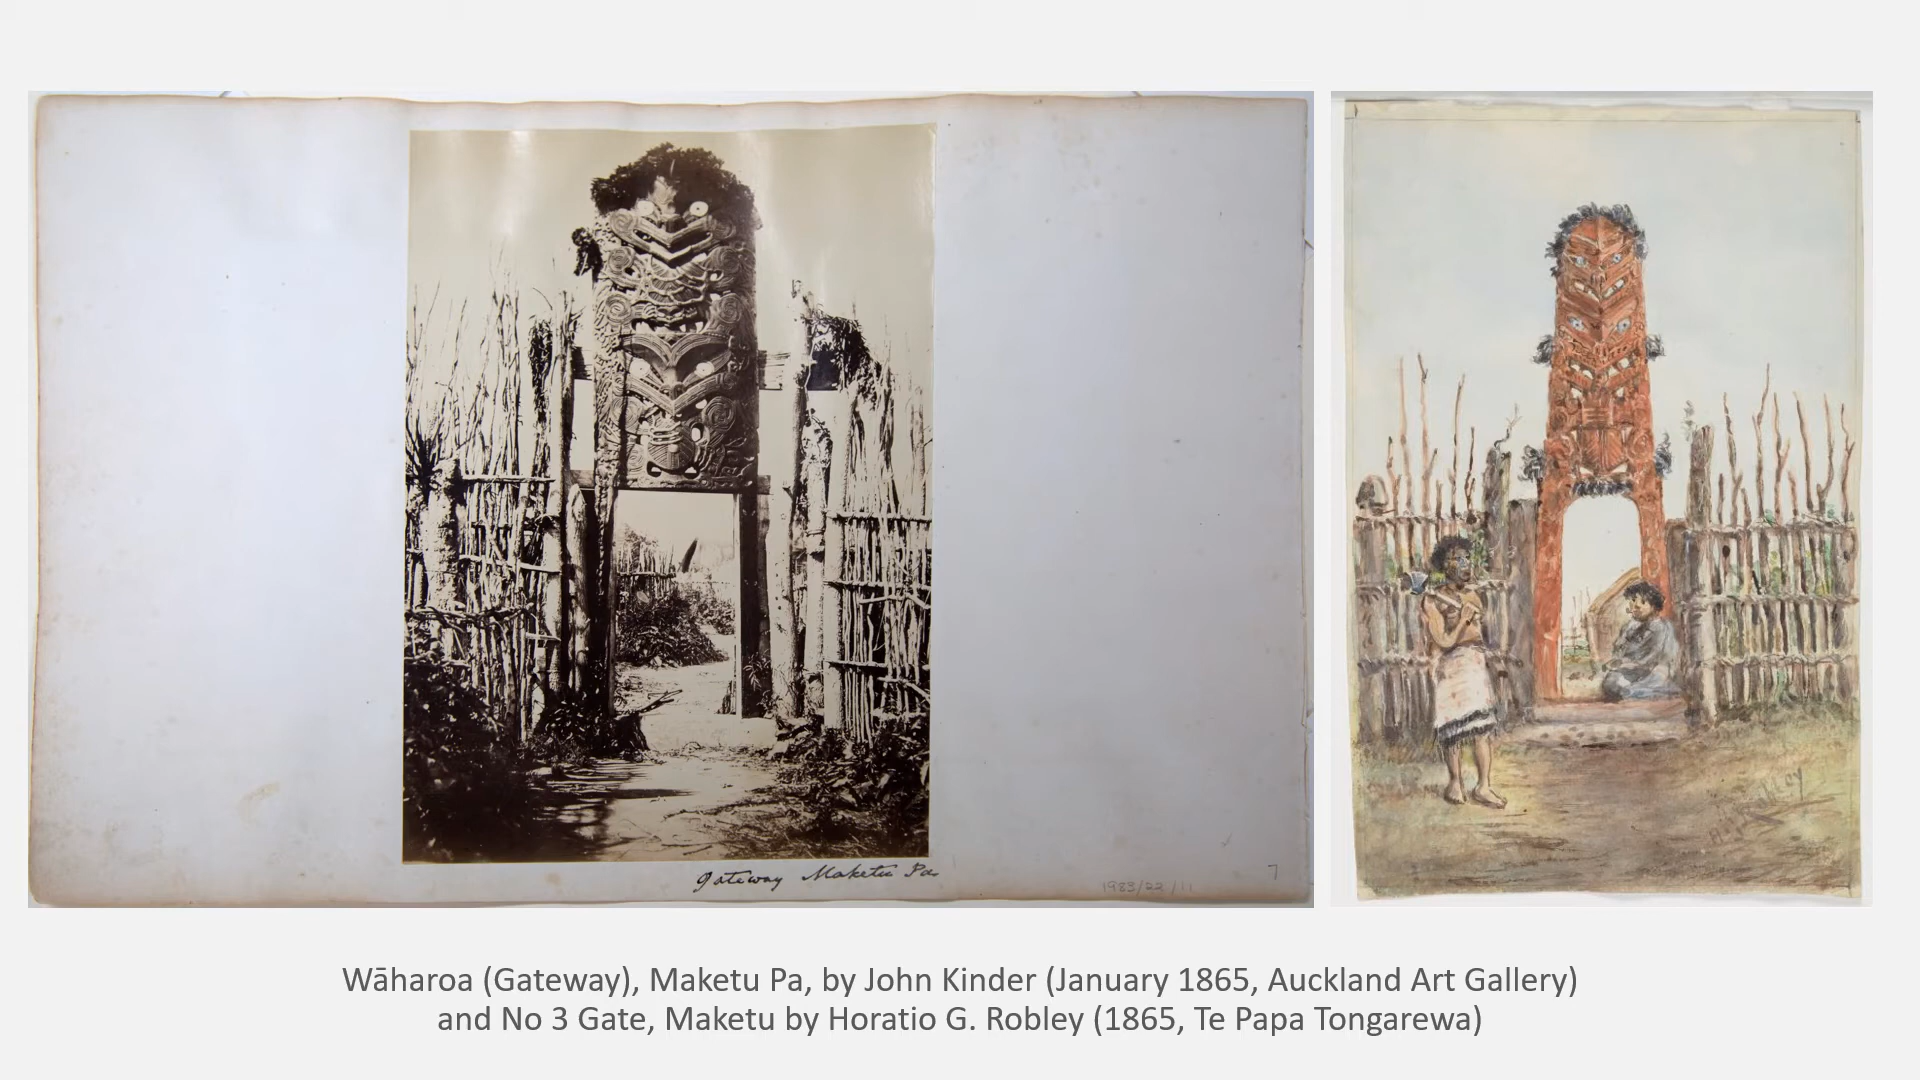 Gateway Maketu Pa
1983/22/11
7
H. G. Robley
Wāharoa (Gateway), Maketu Pa, by John Kinder (January 1865, Auckland Art Gallery)
and No 3 Gate, Maketu by Horatio G. Robley (1865, Te Papa Tongarewa)